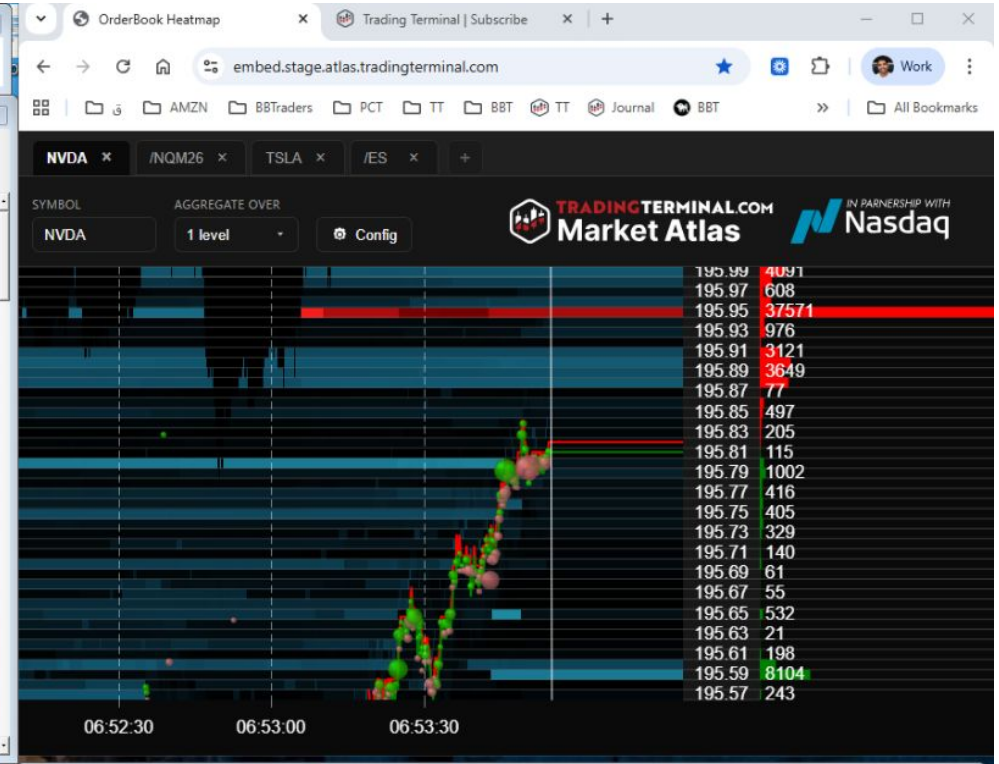 OrderBook Heatmap
Trading Terminal | Subscribe
embed.stage.atlas.tradingterminal.com
Work
ق
AMZN
BBTraders
PCT
TT
BBT
TT
Journal
BBT
All Bookmarks
NVDA
/NQM26
TSLA
/ES
SYMBOL
AGGREGATE OVER
NVDA
1 level
Config
TRADINGTERMINAL.COM
Market Atlas
IN PARNERSHIP WITH
Nasdaq
195.99 4091
195.97 608
195.95 37571
195.93 976
195.91 3121
195.89 3649
195.87 77
195.85 497
195.83 205
195.81 115
195.79 1002
195.77 416
195.75 405
195.73 329
195.71 140
195.69 61
195.67 55
195.65 532
195.63 21
195.61 198
195.59 8104
195.57 243
06:52:30 06:53:00 06:53:30